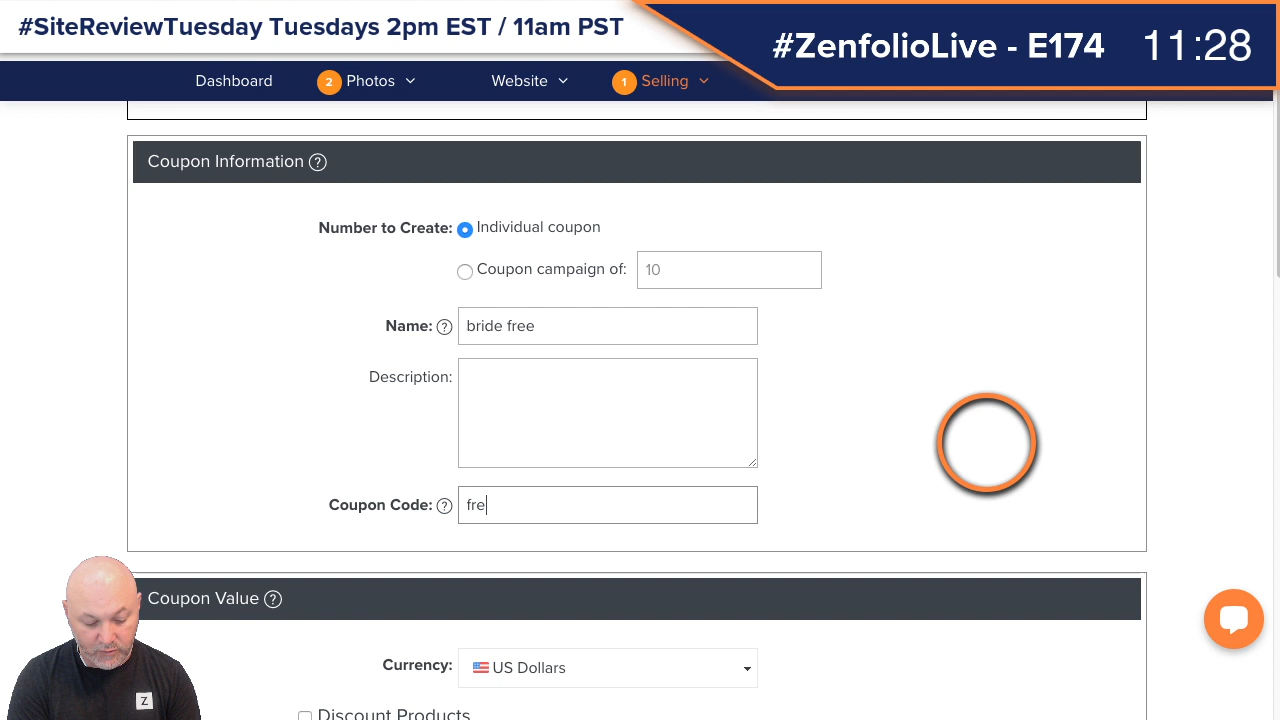 #SiteReviewTuesday Tuesdays 2pm EST / 11am PST
#ZenfolioLive - E174 11:28
Dashboard 2 Photos Website 1 Selling
Coupon Information ?
Number to Create: Individual coupon
Coupon campaign of: 10
Name: ? bride free
Description:
Coupon Code: ? fre
Coupon Value ?
Currency: US Dollars
Discount Products
Z